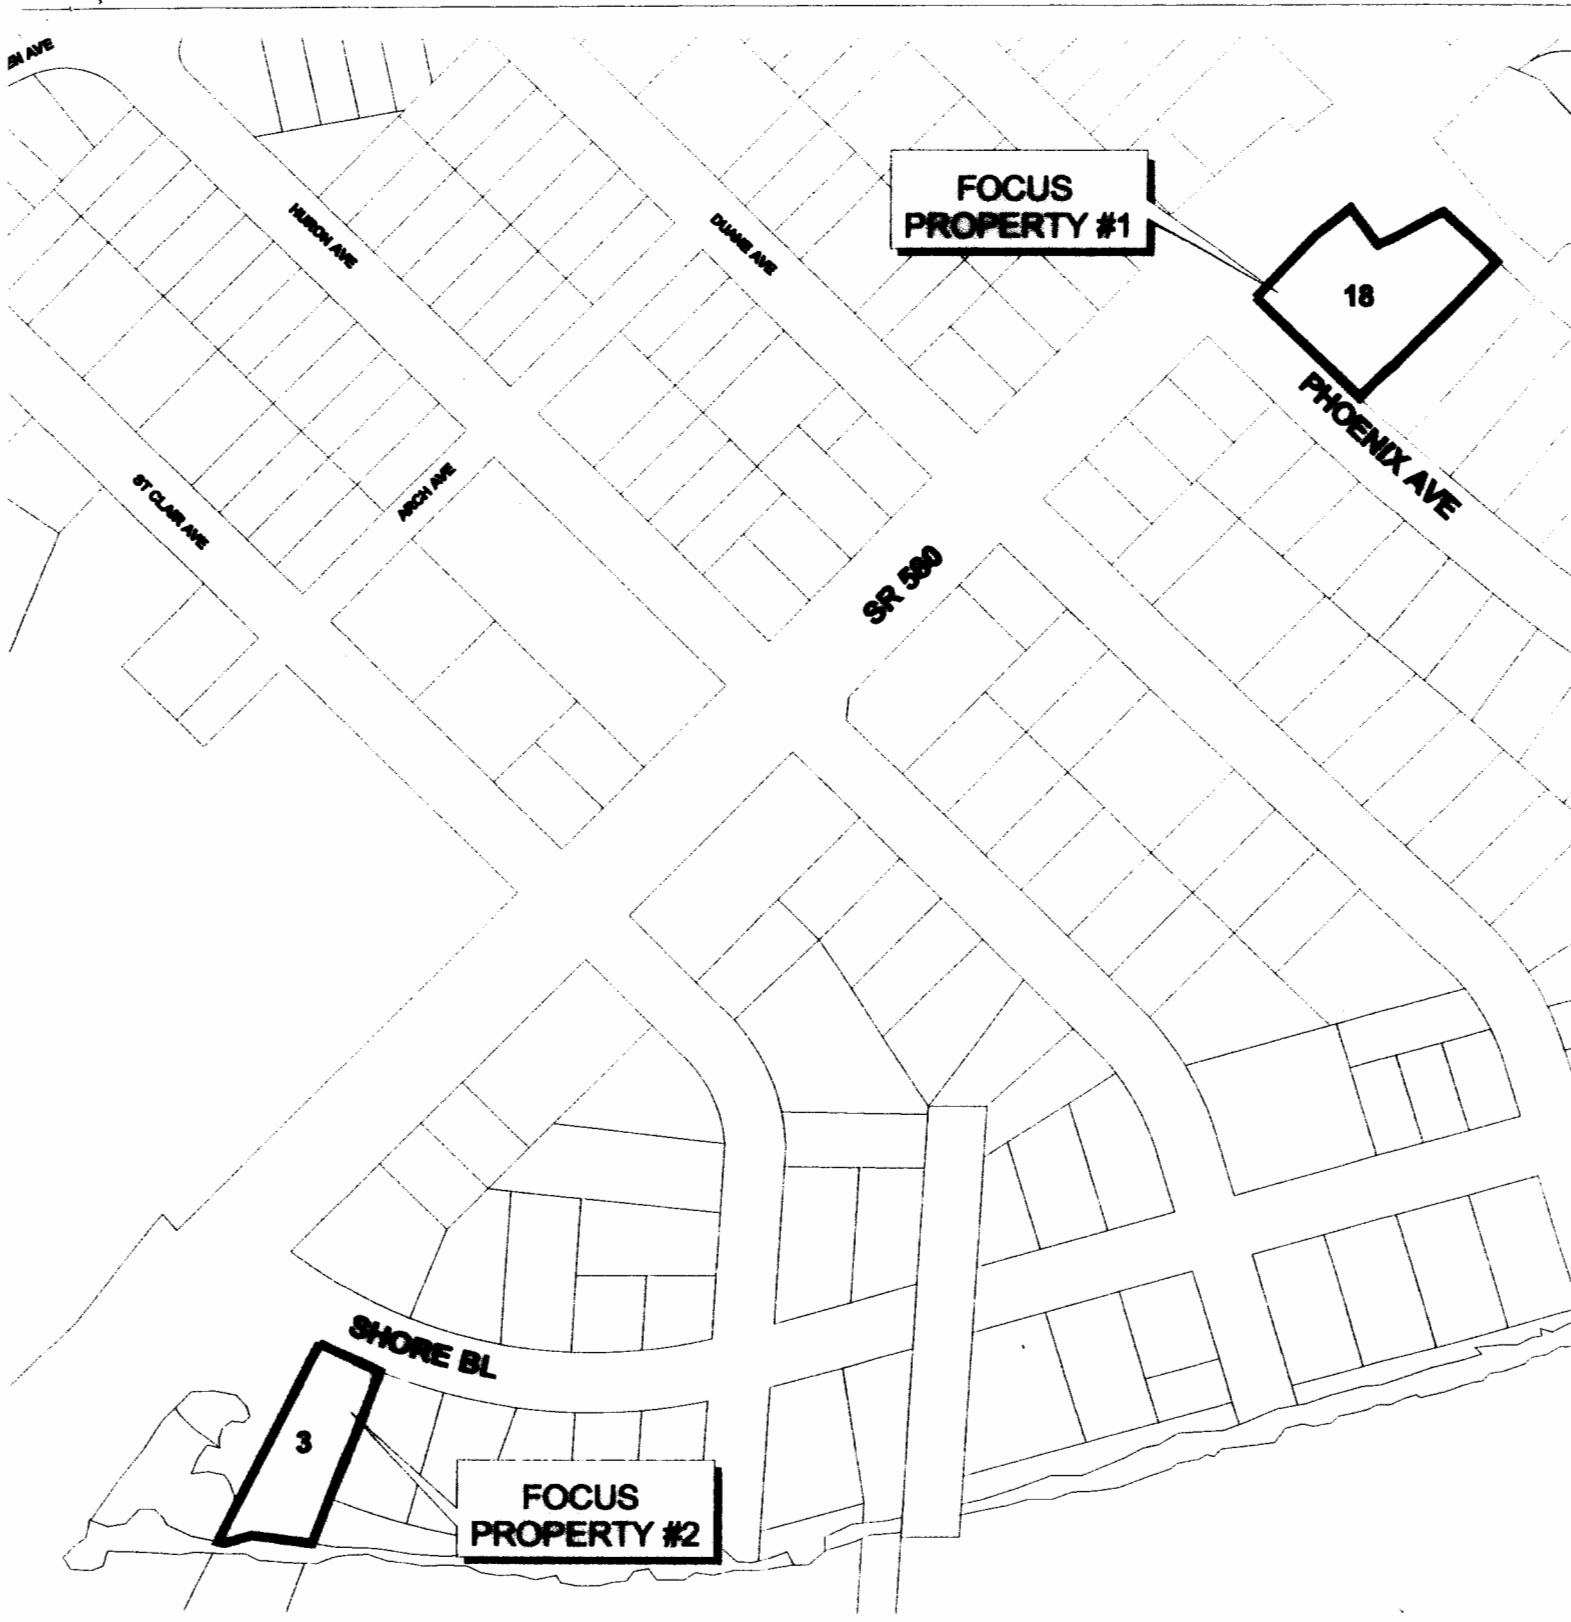 HURON AVE
DUANE AVE
FOCUS
PROPERTY #1
18
PHOENIX AVE
ST CLAIR AVE
ARCH AVE
SR 580
SHORE BL
3
FOCUS
PROPERTY #2